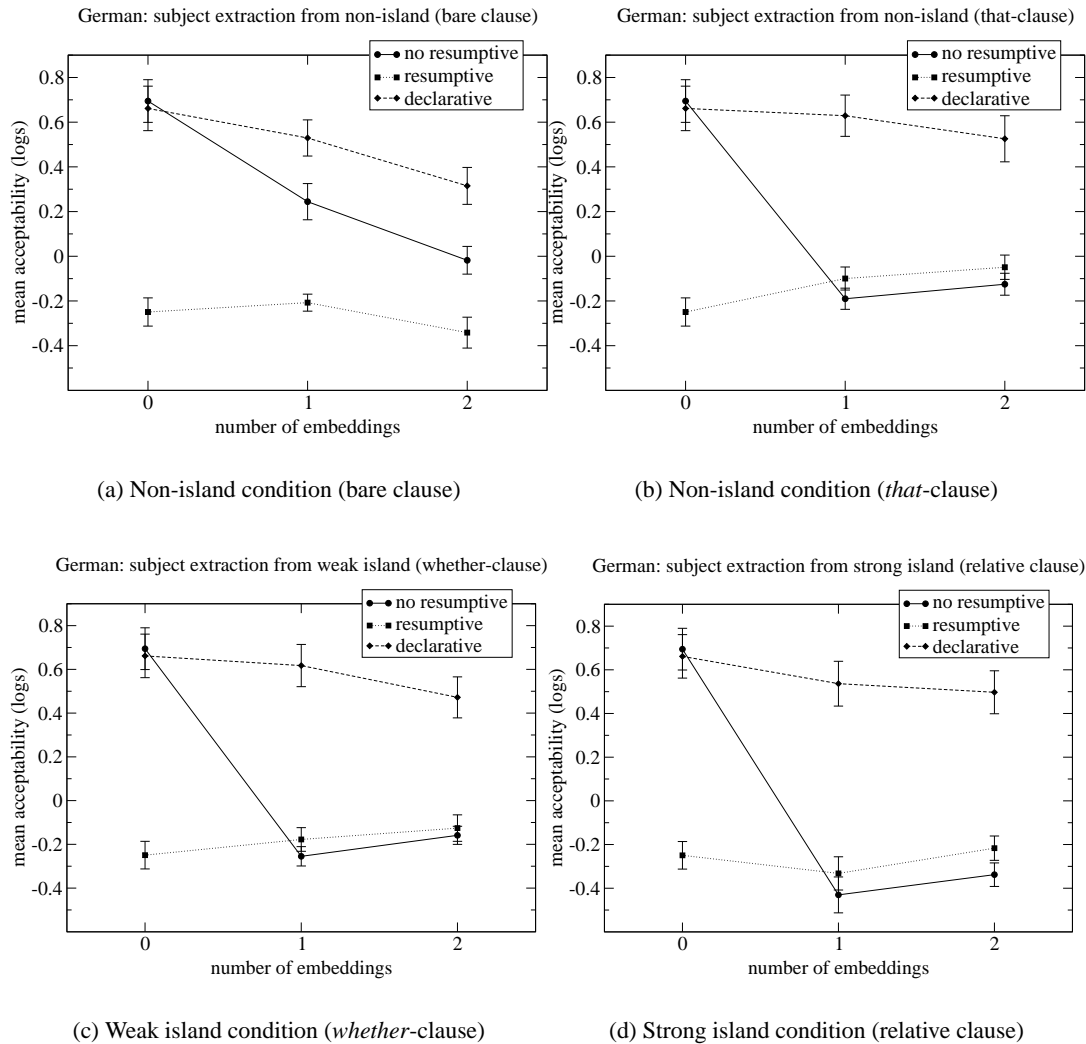 German: subject extraction from non-island (bare clause)
no resumptive
resumptive
declarative
0.8
0.6
0.4
0.2
0
-0.2
-0.4
mean acceptability (logs)
0 1 2
number of embeddings
(a) Non-island condition (bare clause)
German: subject extraction from non-island (that-clause)
no resumptive
resumptive
declarative
0.8
0.6
0.4
0.2
0
-0.2
-0.4
mean acceptability (logs)
0 1 2
number of embeddings
(b) Non-island condition (that-clause)
German: subject extraction from weak island (whether-clause)
no resumptive
resumptive
declarative
0.8
0.6
0.4
0.2
0
-0.2
-0.4
mean acceptability (logs)
0 1 2
number of embeddings
(c) Weak island condition (whether-clause)
German: subject extraction from strong island (relative clause)
no resumptive
resumptive
declarative
0.8
0.6
0.4
0.2
0
-0.2
-0.4
mean acceptability (logs)
0 1 2
number of embeddings
(d) Strong island condition (relative clause)